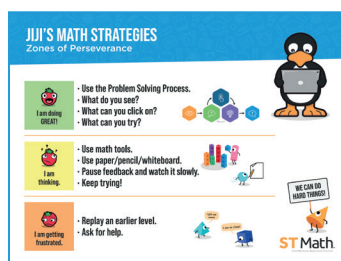 JIJI'S MATH STRATEGIES
Zones of Perseverance
I am doing
GREAT!
· Use the Problem Solving Process.
· What do you see?
· What can you click on?
· What can you try?
I am
thinking.
· Use math tools.
· Use paper/pencil/whiteboard.
· Pause feedback and watch it slowly.
· Keep trying!
I am getting
frustrated.
· Replay an earlier level.
· Ask for help.
WE CAN DO
HARD THINGS!
ST Math